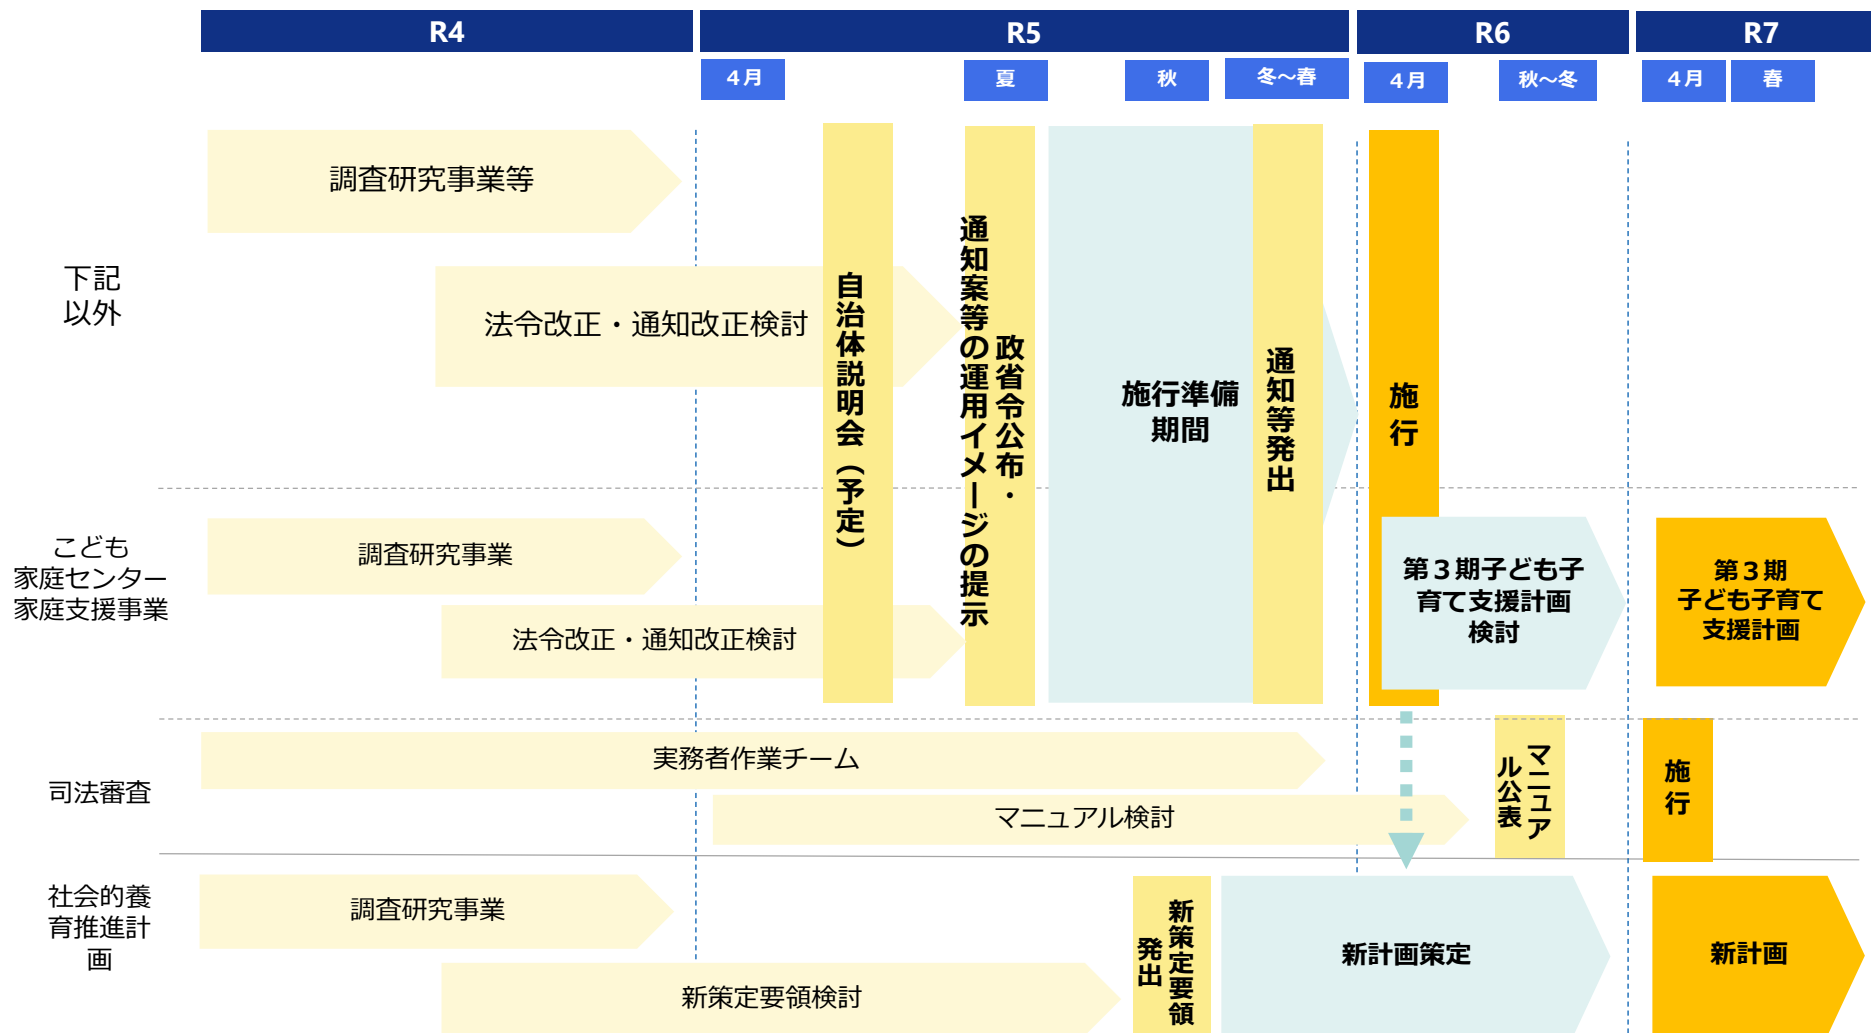 R4
R5
R6
R7
４月
夏
秋
冬～春
４月
秋～冬
４月
春
下記
以外
調査研究事業等
法令改正・通知改正検討
自治体説明会（予定）
政省令公布・
通知案等の運用イメージの提示
施行準備
期間
通知等発出
施行
こども
家庭センター
家庭支援事業
調査研究事業
法令改正・通知改正検討
第３期子ども子
育て支援計画
検討
第３期
子ども子育て
支援計画
司法審査
実務者作業チーム
マニュアル検討
マニュア
ル公表
施行
社会的養
育推進計
画
調査研究事業
新策定要領検討
新策定要領
発出
新計画策定
新計画